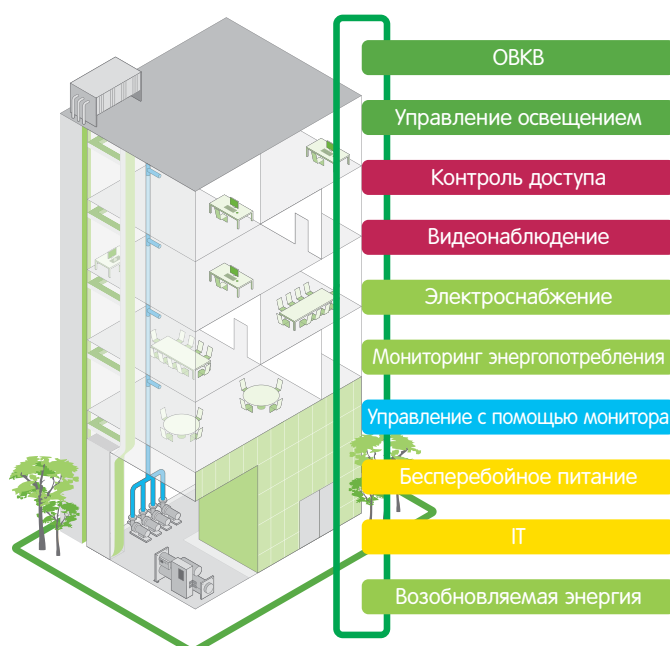 ОВКВ
Управление освещением
Контроль доступа
Видеонаблюдение
Электроснабжение
Мониторинг энергопотребления
Управление с помощью монитора
Бесперебойное питание
IT
Возобновляемая энергия